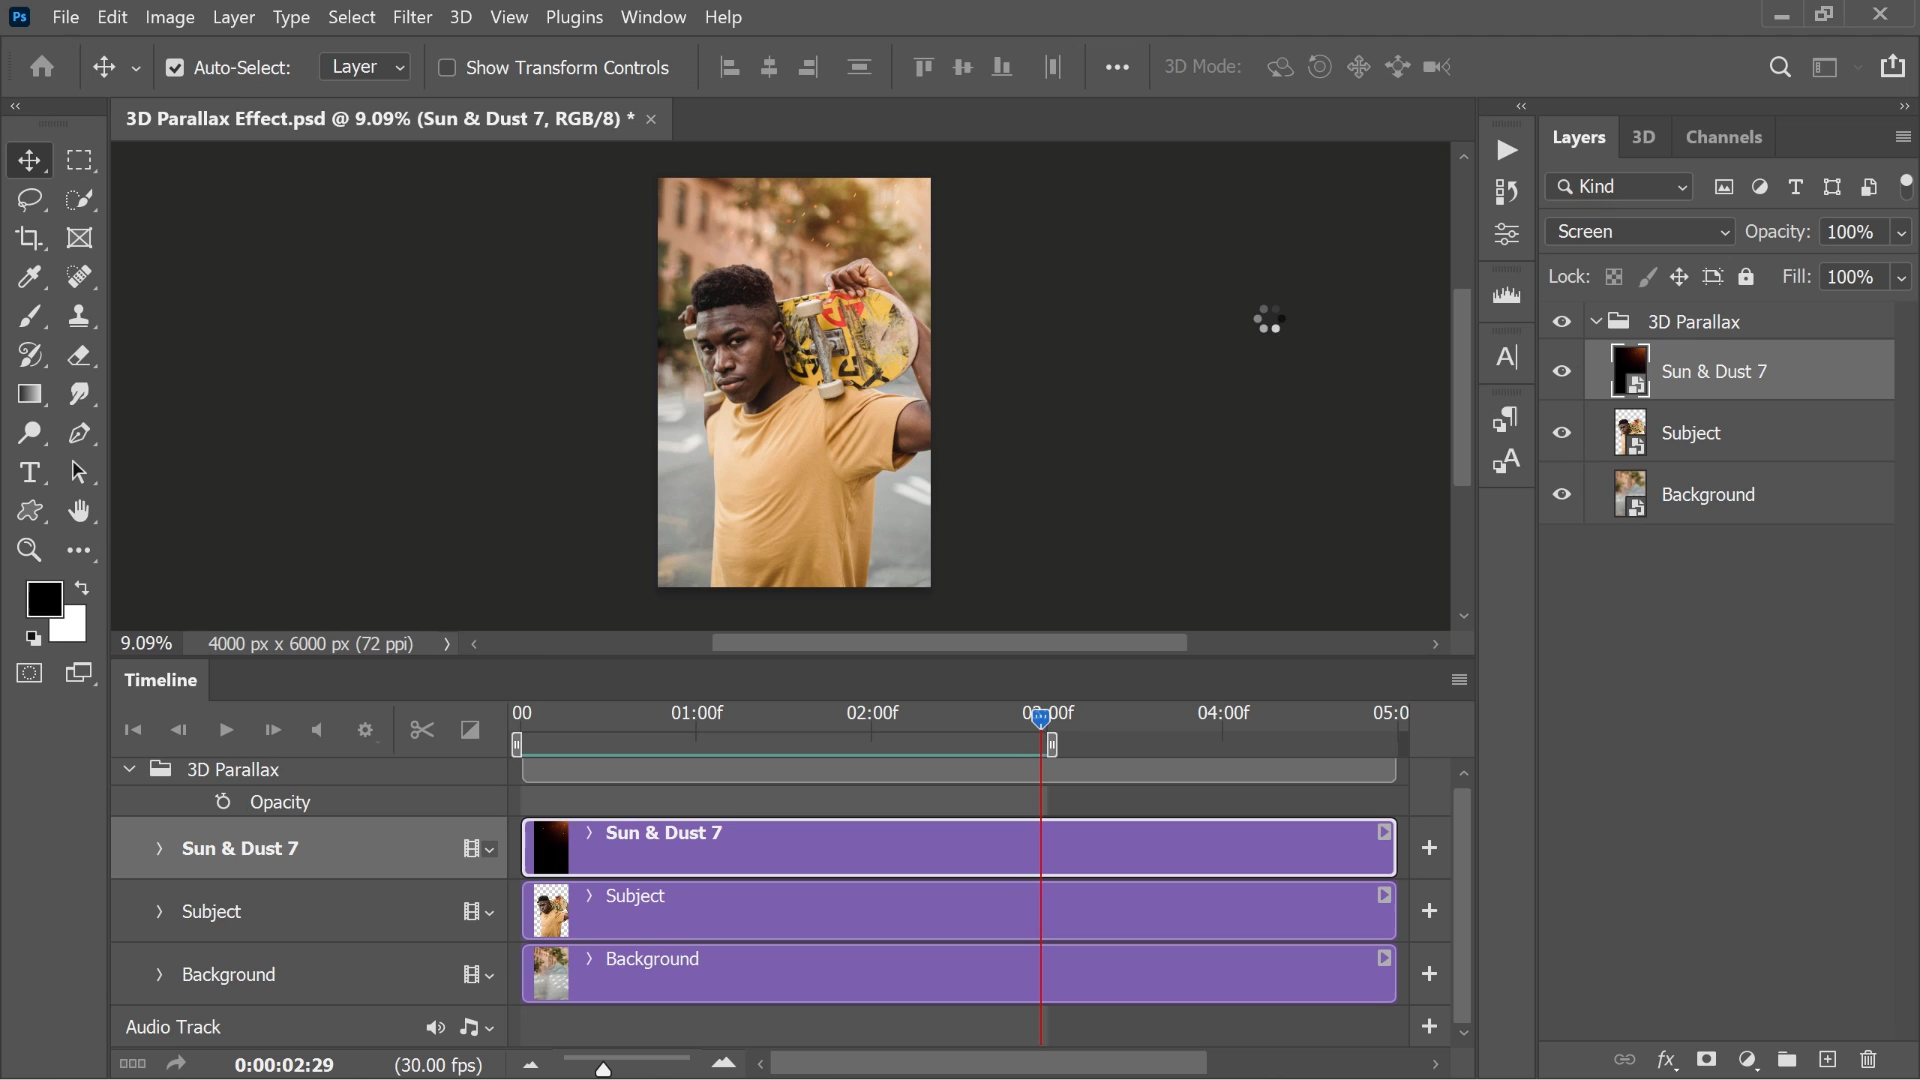 Ps File Edit Image Layer Type Select Filter 3D View Plugins Window Help
Auto-Select: Layer Show Transform Controls 3D Mode:
3D Parallax Effect.psd @ 9.09% (Sun & Dust 7, RGB/8) *
Layers 3D Channels
Kind
Screen Opacity: 100%
Lock: Fill: 100%
3D Parallax
Sun & Dust 7
Subject
Background
9.09% 4000 px x 6000 px (72 ppi)
Timeline
00 01:00f 02:00f 03:00f 04:00f 05:0
3D Parallax
Opacity
Sun & Dust 7 Sun & Dust 7
Subject Subject
Background Background
Audio Track
0:00:02:29 (30.00 fps)